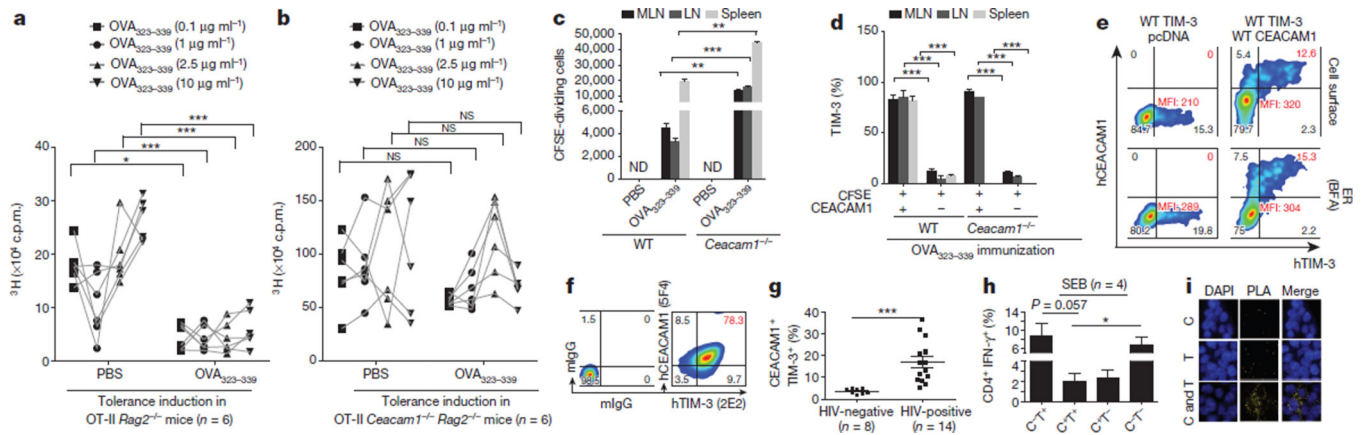 a
OVA323–339 (0.1 μg ml−1)
OVA323–339 (1 μg ml−1)
OVA323–339 (2.5 μg ml−1)
OVA323–339 (10 μg ml−1)
***
***
***
*
40
30
20
10
0
3H (×10⁴ c.p.m.)
PBS
OVA323–339
Tolerance induction in
OT-II Rag2−/− mice (n = 6)
b
OVA323–339 (0.1 μg ml−1)
OVA323–339 (1 μg ml−1)
OVA323–339 (2.5 μg ml−1)
OVA323–339 (10 μg ml−1)
NS
NS
NS
NS
200
150
100
50
0
3H (×10⁴ c.p.m.)
PBS
OVA323–339
Tolerance induction in
OT-II Ceacam1−/− Rag2−/− mice (n = 6)
c
MLN LN Spleen
**
***
**
50,000
40,000
30,000
20,000
10,000
6,000
4,000
2,000
0
CFSE-dividing cells
ND
ND
PBS
OVA323-339
PBS
OVA323-339
WT
Ceacam1−/−
d
MLN LN Spleen
***
***
***
***
***
***
150
100
50
0
TIM-3 (%)
CFSE + + + +
CEACAM1 + − + −
WT
Ceacam1−/−
OVA323-339 immunization
e
WT TIM-3
pcDNA
WT TIM-3
WT CEACAM1
0
0
MFI: 210
84.7
15.3
5.4
12.6
MFI: 320
79.7
2.3
Cell surface
0
0
MFI: 289
80.2
19.8
7.5
15.3
MFI: 304
75
2.2
ER
(BFA)
hCEACAM1
hTIM-3
f
1.5
0
98.5
0
mIgG
mIgG
8.5
78.3
3.5
9.7
hCEACAM1 (5F4)
hTIM-3 (2E2)
g
***
40
30
20
10
0
CEACAM1+
TIM-3+ (%)
HIV-negative
(n = 8)
HIV-positive
(n = 14)
h
SEB (n = 4)
P = 0.057
*
14
10
6
4
2
0
CD4+ IFN-γ+ (%)
C−T+
C+T+
C+T−
C−T−
i
DAPI PLA Merge
C
T
C and T